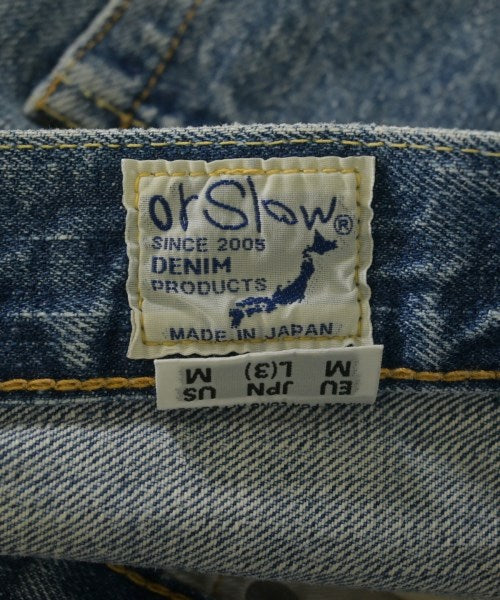 orSlow®
SINCE 2005
DENIM
PRODUCTS
MADE IN JAPAN
EU JPN US
M L(3) M